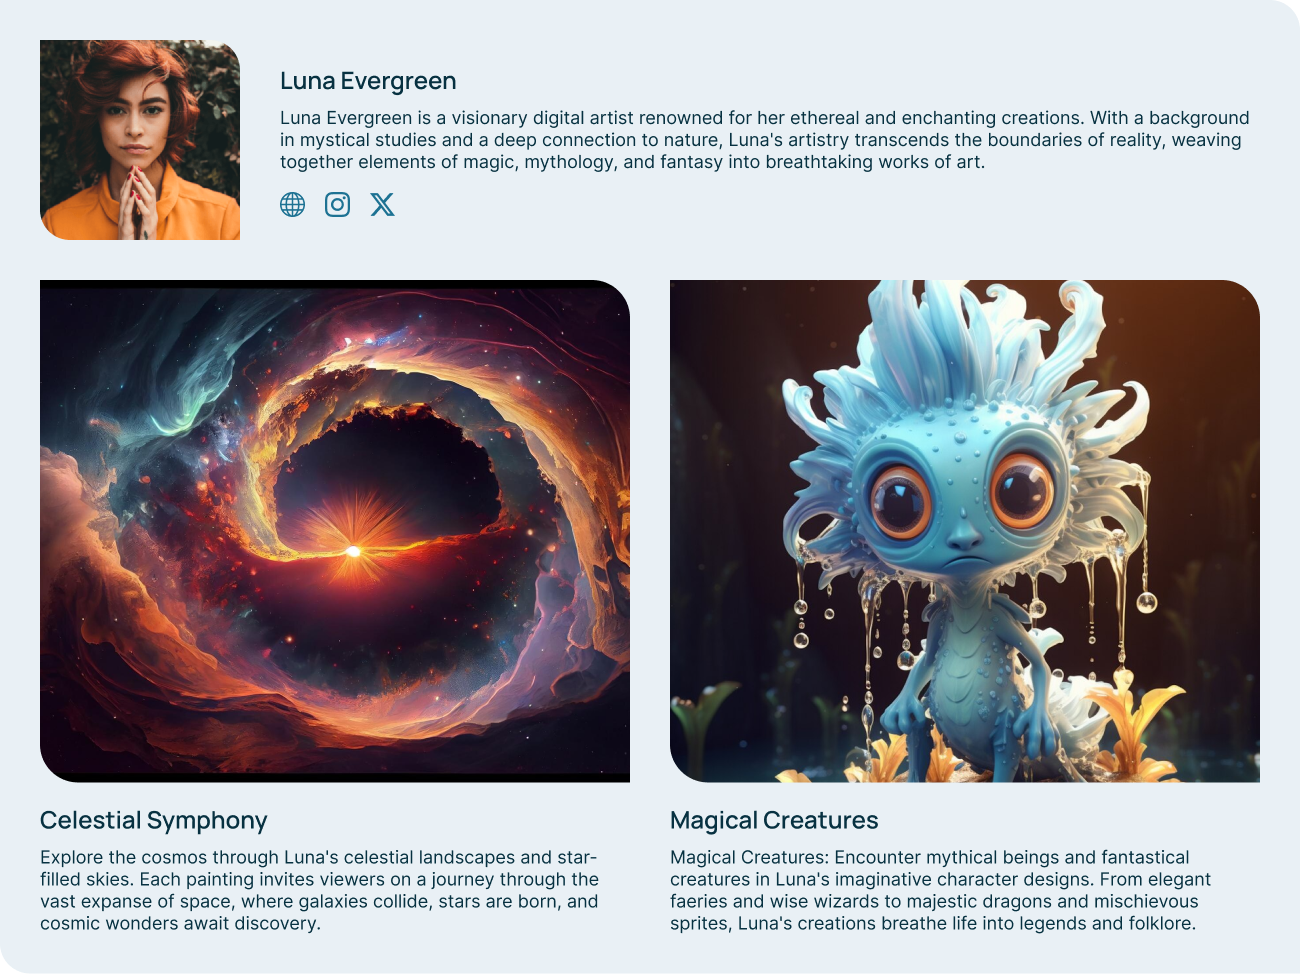 Luna Evergreen
Luna Evergreen is a visionary digital artist renowned for her ethereal and enchanting creations. With a background
in mystical studies and a deep connection to nature, Luna's artistry transcends the boundaries of reality, weaving
together elements of magic, mythology, and fantasy into breathtaking works of art.
Celestial Symphony
Explore the cosmos through Luna's celestial landscapes and star-
filled skies. Each painting invites viewers on a journey through the
vast expanse of space, where galaxies collide, stars are born, and
cosmic wonders await discovery.
Magical Creatures
Magical Creatures: Encounter mythical beings and fantastical
creatures in Luna's imaginative character designs. From elegant
faeries and wise wizards to majestic dragons and mischievous
sprites, Luna's creations breathe life into legends and folklore.